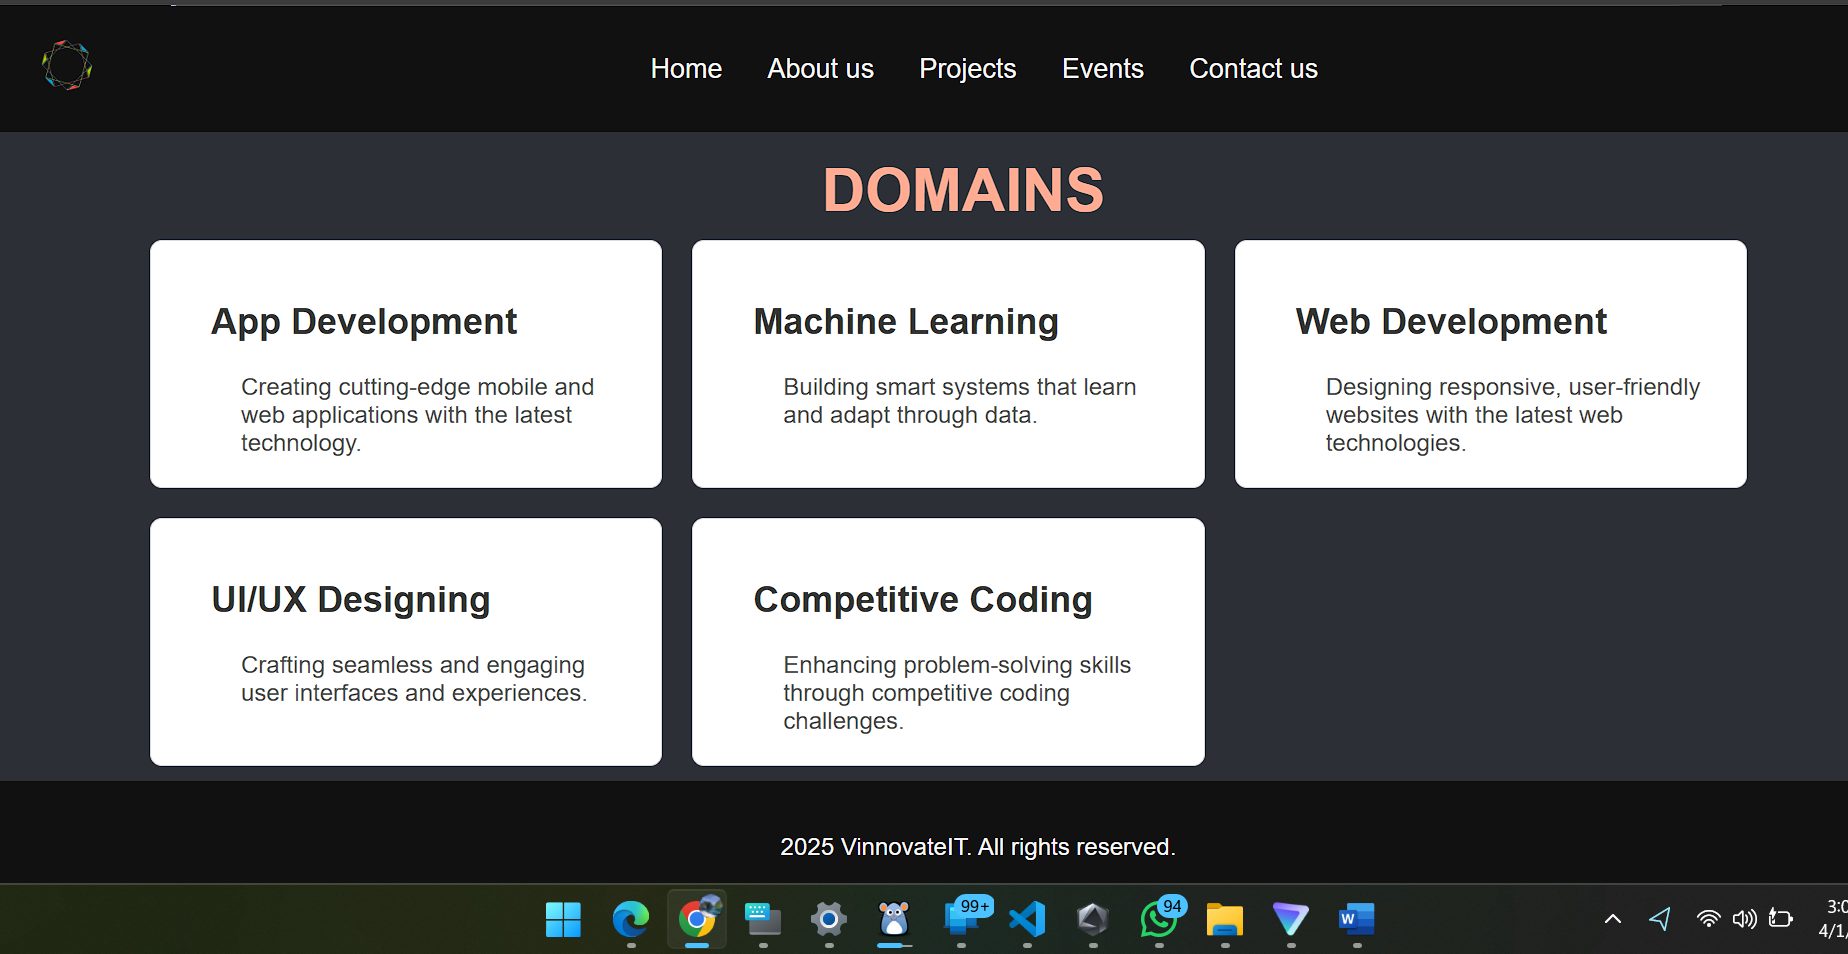 Home About us Projects Events Contact us
DOMAINS
App Development
Creating cutting-edge mobile and
web applications with the latest
technology.
Machine Learning
Building smart systems that learn
and adapt through data.
Web Development
Designing responsive, user-friendly
websites with the latest web
technologies.
UI/UX Designing
Crafting seamless and engaging
user interfaces and experiences.
Competitive Coding
Enhancing problem-solving skills
through competitive coding
challenges.
2025 VinnovateIT. All rights reserved.
99+
94
W